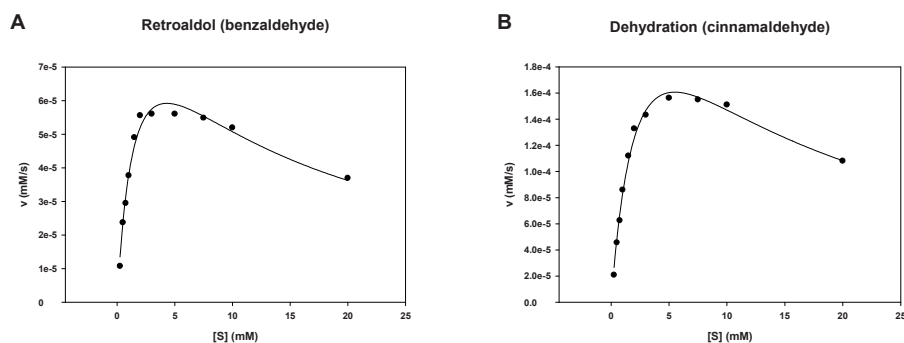 A
Retroaldol (benzaldehyde)
7e-5
6e-5
5e-5
4e-5
3e-5
2e-5
1e-5
0
v (mM/s)
0 5 10 15 20 25
[S] (mM)
B
Dehydration (cinnamaldehyde)
1.8e-4
1.6e-4
1.4e-4
1.2e-4
1.0e-4
8.0e-5
6.0e-5
4.0e-5
2.0e-5
0.0
v (mM/s)
0 5 10 15 20 25
[S] (mM)